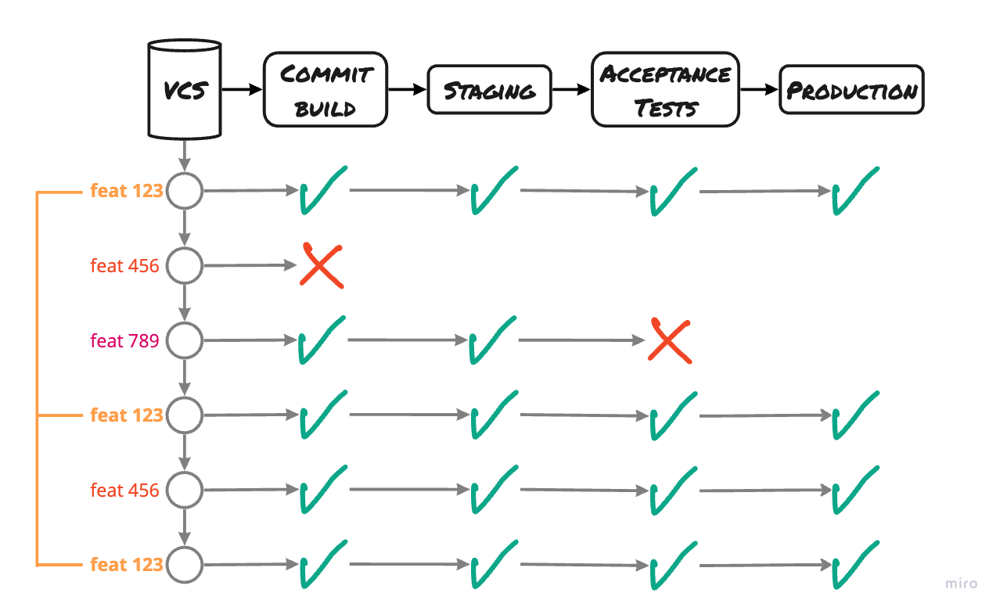 VCS
COMMIT
BUILD
STAGING
ACCEPTANCE
TESTS
PRODUCTION
feat 123
feat 456
feat 789
feat 123
feat 456
feat 123
miro